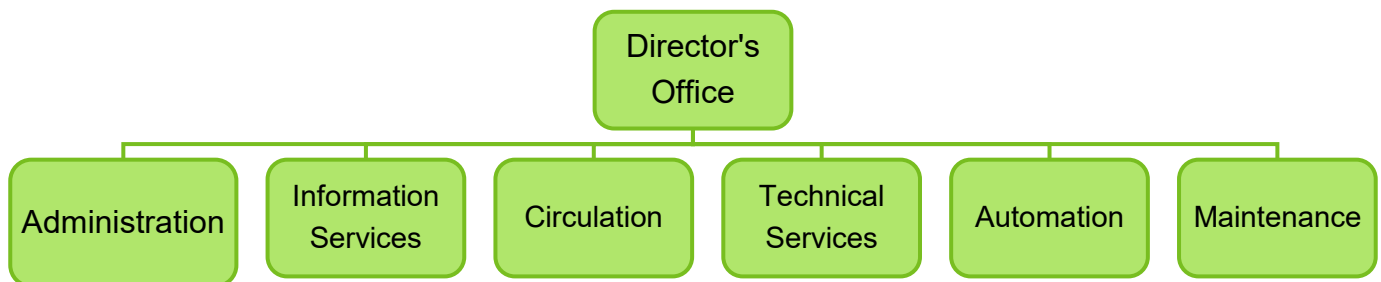 Director's
Office
Administration
Information
Services
Circulation
Technical
Services
Automation
Maintenance